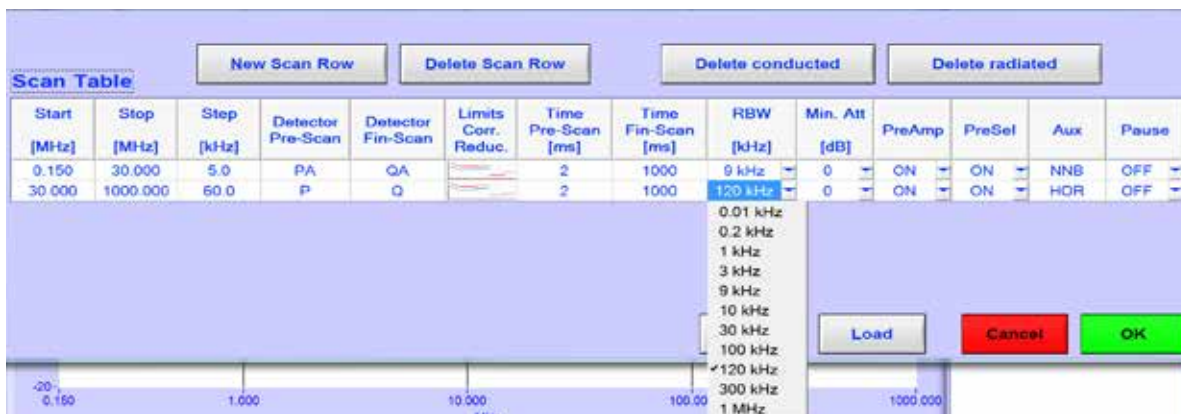 New Scan Row Delete Scan Row Delete conducted Delete radiated
Scan Table
Start [MHz] Stop [MHz] Step [kHz] Detector Pre-Scan Detector Fin-Scan Limits Corr. Reduc. Time Pre-Scan [ms] Time Fin-Scan [ms] RBW [kHz] Min. Att [dB] PreAmp PreSel Aux Pause
0.150 30.000 5.0 PA QA 2 1000 9 kHz 0 ON ON NNB OFF
30.000 1000.000 60.0 P Q 2 1000 120 kHz 0 ON ON HOR OFF
0.01 kHz
0.2 kHz
1 kHz
3 kHz
9 kHz
10 kHz
30 kHz
100 kHz
✓120 kHz
300 kHz
1 MHz
Load Cancel OK
-20
0.150 1.000 10.000 100.00 1000.000